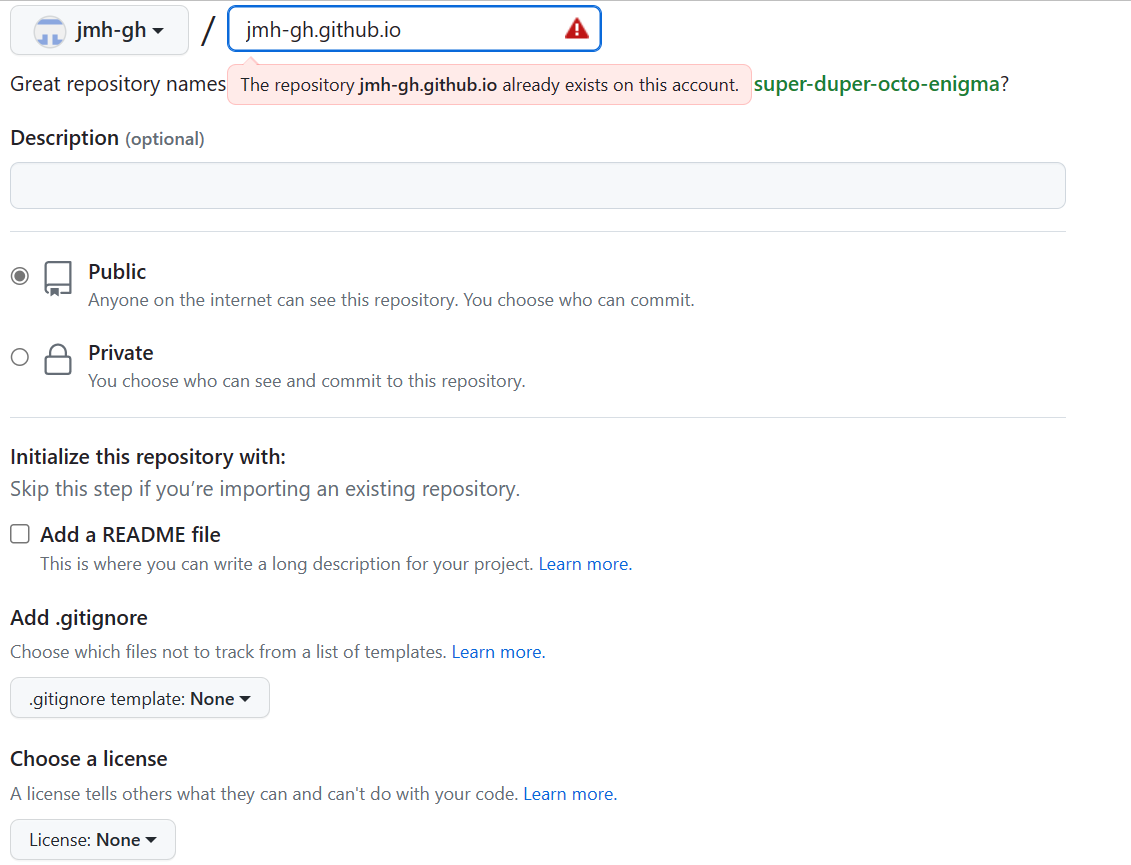 jmh-gh / jmh-gh.github.io
Great repository names The repository jmh-gh.github.io already exists on this account. super-duper-octo-enigma?
Description (optional)
Public
Anyone on the internet can see this repository. You choose who can commit.
Private
You choose who can see and commit to this repository.
Initialize this repository with:
Skip this step if you’re importing an existing repository.
Add a README file
This is where you can write a long description for your project. Learn more.
Add .gitignore
Choose which files not to track from a list of templates. Learn more.
.gitignore template: None
Choose a license
A license tells others what they can and can't do with your code. Learn more.
License: None